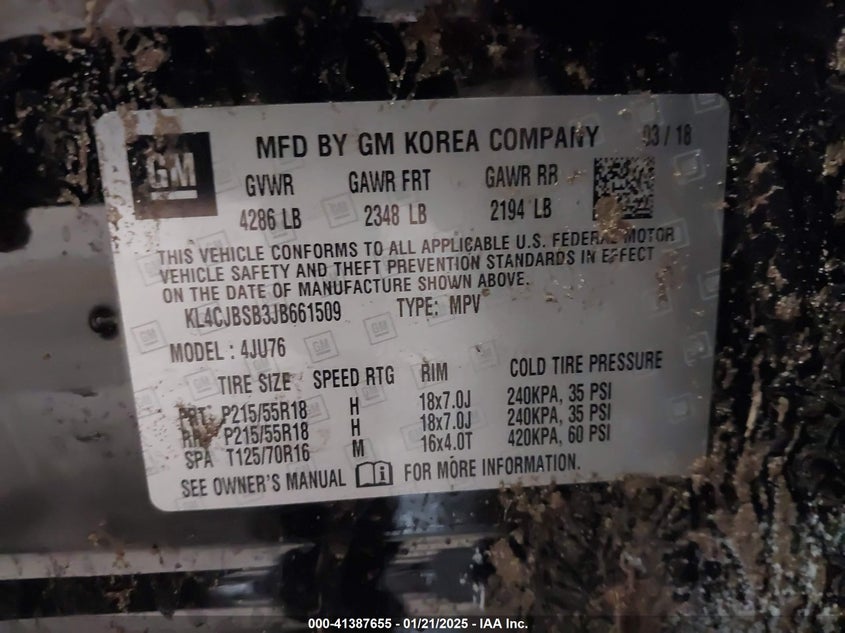 GM
MFD BY GM KOREA COMPANY 03/18
GVWR GAWR FRT GAWR RR
4286 LB 2348 LB 2194 LB
THIS VEHICLE CONFORMS TO ALL APPLICABLE U.S. FEDERAL MOTOR
VEHICLE SAFETY AND THEFT PREVENTION STANDARDS IN EFFECT
ON THE DATE OF MANUFACTURE SHOWN ABOVE.
KL4CJBSB3JB661509 TYPE: MPV
MODEL: 4JU76
TIRE SIZE SPEED RTG RIM COLD TIRE PRESSURE
FRT: P215/55R18 H 18x7.0J 240KPA, 35 PSI
P215/55R18 H 18x7.0J 240KPA, 35 PSI
SPA T125/70R16 M 16x4.0T 420KPA, 60 PSI
SEE OWNER'S MANUAL FOR MORE INFORMATION.
000-41387655 - 01/21/2025 - IAA Inc.